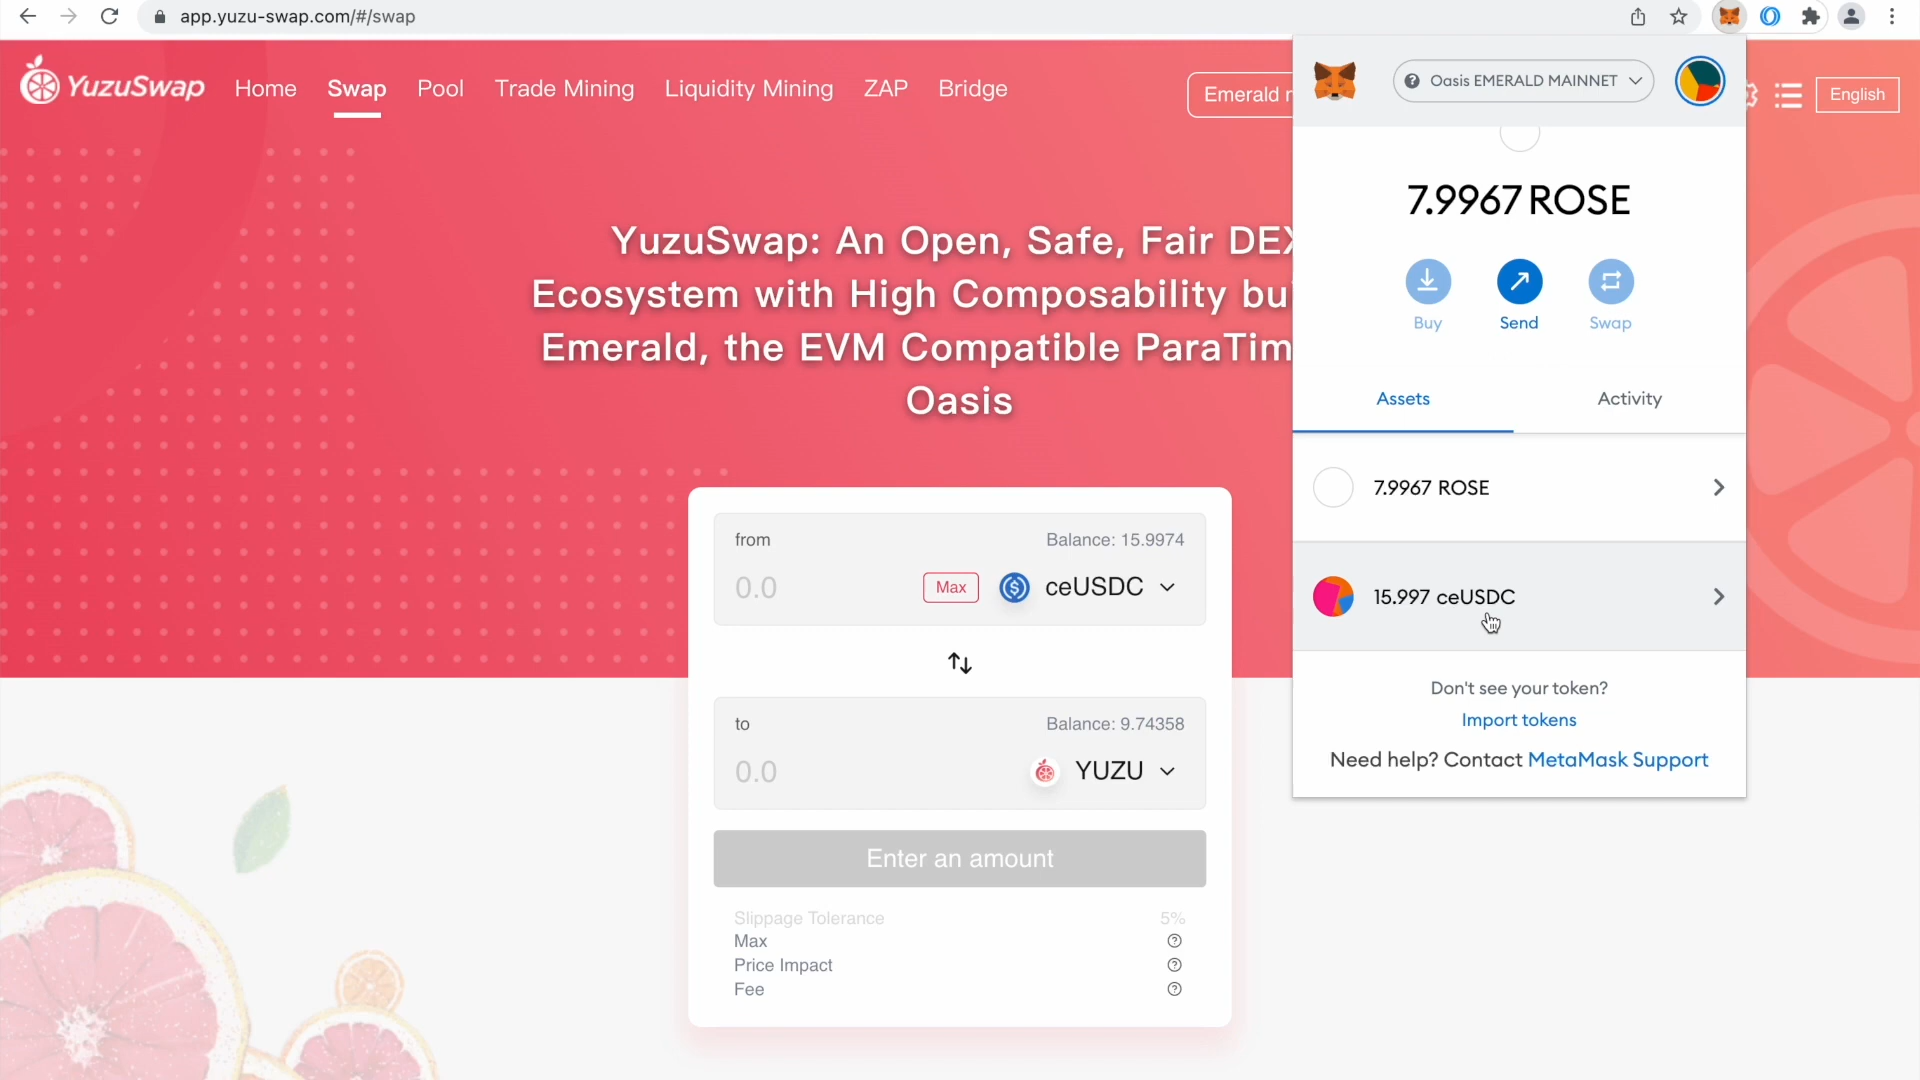 app.yuzu-swap.com/#/swap
YuzuSwap
Home
Swap
Pool
Trade Mining
Liquidity Mining
ZAP
Bridge
Emerald
English
YuzuSwap: An Open, Safe, Fair DEX
Ecosystem with High Composability
Emerald, the EVM Compatible
Oasis
from
Balance: 15.9974
0.0
Max
ceUSDC
to
Balance: 9.74358
0.0
YUZU
Enter an amount
Slippage Tolerance
5%
Max
Price Impact
Fee
Oasis EMERALD MAINNET
7.9967 ROSE
Buy
Send
Swap
Assets
Activity
7.9967 ROSE
15.997 ceUSDC
Don't see your token?
Import tokens
Need help? Contact MetaMask Support